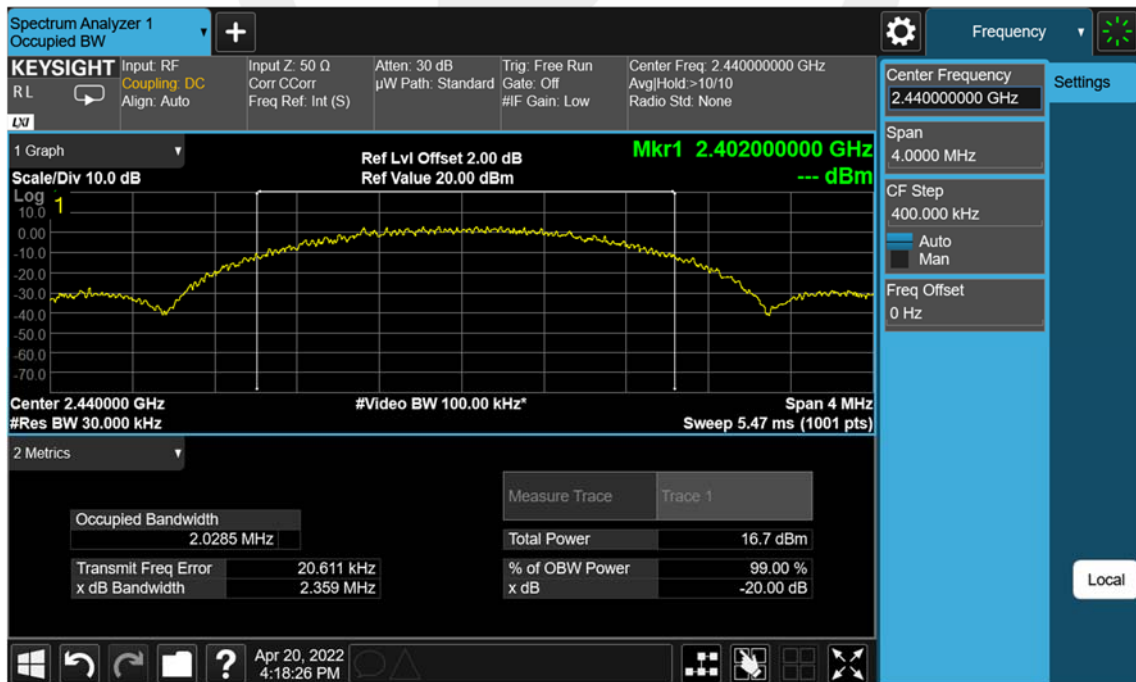 Spectrum Analyzer 1
Occupied BW
Frequency
KEYSIGHT
RL
LXI
Input: RF
Coupling: DC
Align: Auto
Input Z: 50 Ω
Corr CCorr
Freq Ref: Int (S)
Atten: 30 dB
µW Path: Standard
Trig: Free Run
Gate: Off
#IF Gain: Low
Center Freq: 2.440000000 GHz
Avg|Hold:>10/10
Radio Std: None
1 Graph
Scale/Div 10.0 dB
Ref Lvl Offset 2.00 dB
Ref Value 20.00 dBm
Mkr1 2.402000000 GHz
--- dBm
Log
1
10.0
0.00
-10.0
-20.0
-30.0
-40.0
-50.0
-60.0
-70.0
Center 2.440000 GHz
#Video BW 100.00 kHz*
Span 4 MHz
#Res BW 30.000 kHz
Sweep 5.47 ms (1001 pts)
2 Metrics
Measure Trace Trace 1
Occupied Bandwidth
2.0285 MHz
Total Power 16.7 dBm
Transmit Freq Error 20.611 kHz
% of OBW Power 99.00 %
x dB Bandwidth 2.359 MHz
x dB -20.00 dB
Center Frequency
2.440000000 GHz
Span
4.0000 MHz
CF Step
400.000 kHz
Auto
Man
Freq Offset
0 Hz
Settings
Local
?
Apr 20, 2022
4:18:26 PM